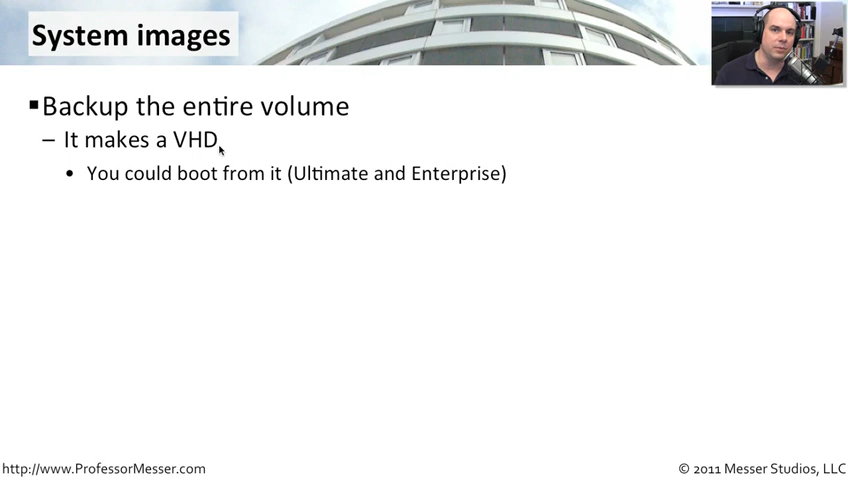 System images
▪Backup the entire volume
– It makes a VHD
• You could boot from it (Ultimate and Enterprise)
http://www.ProfessorMesser.com
© 2011 Messer Studios, LLC